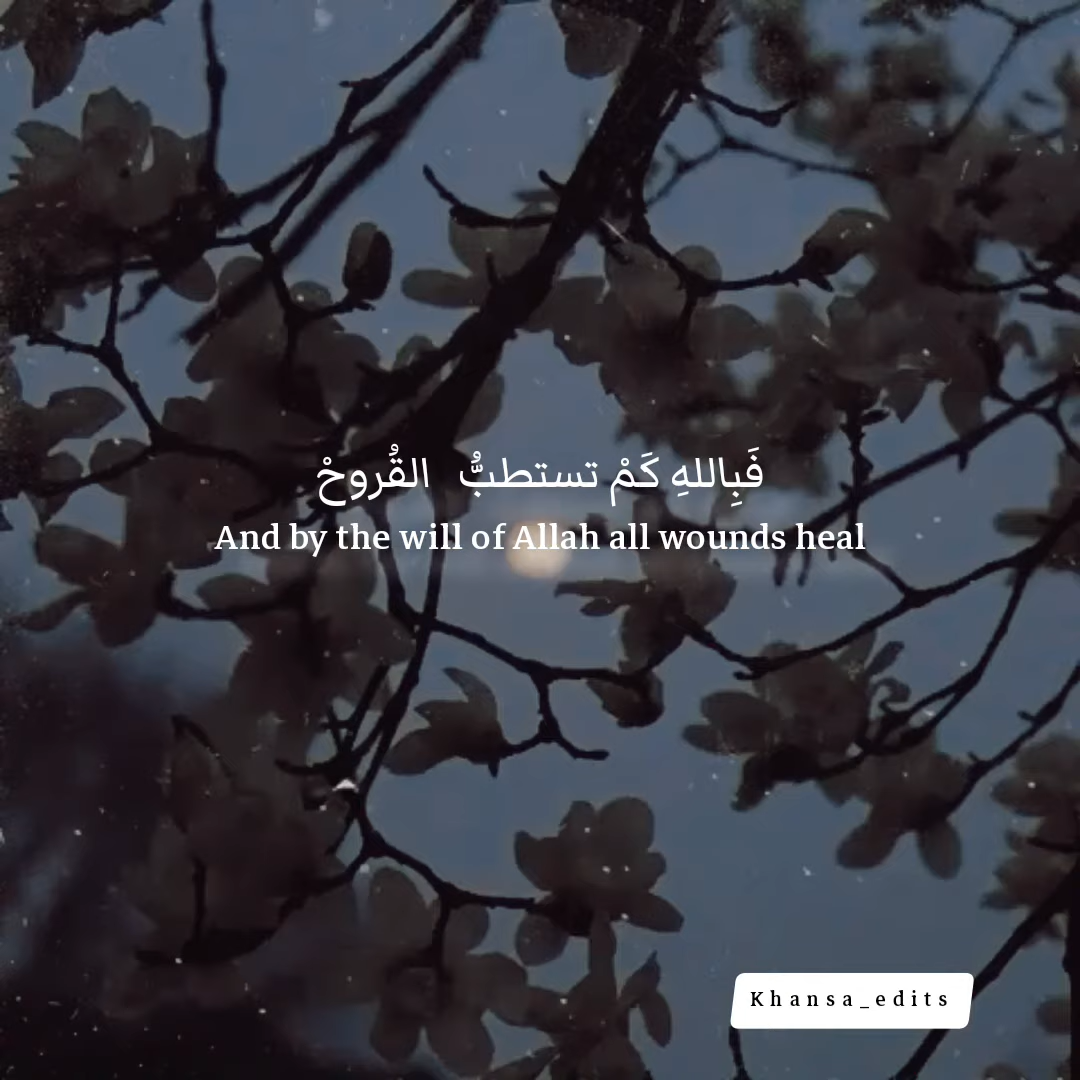 فَبِاللهِ كَمْ تستطبُّ القُروحْ
And by the will of Allah all wounds heal
Khansa_edits